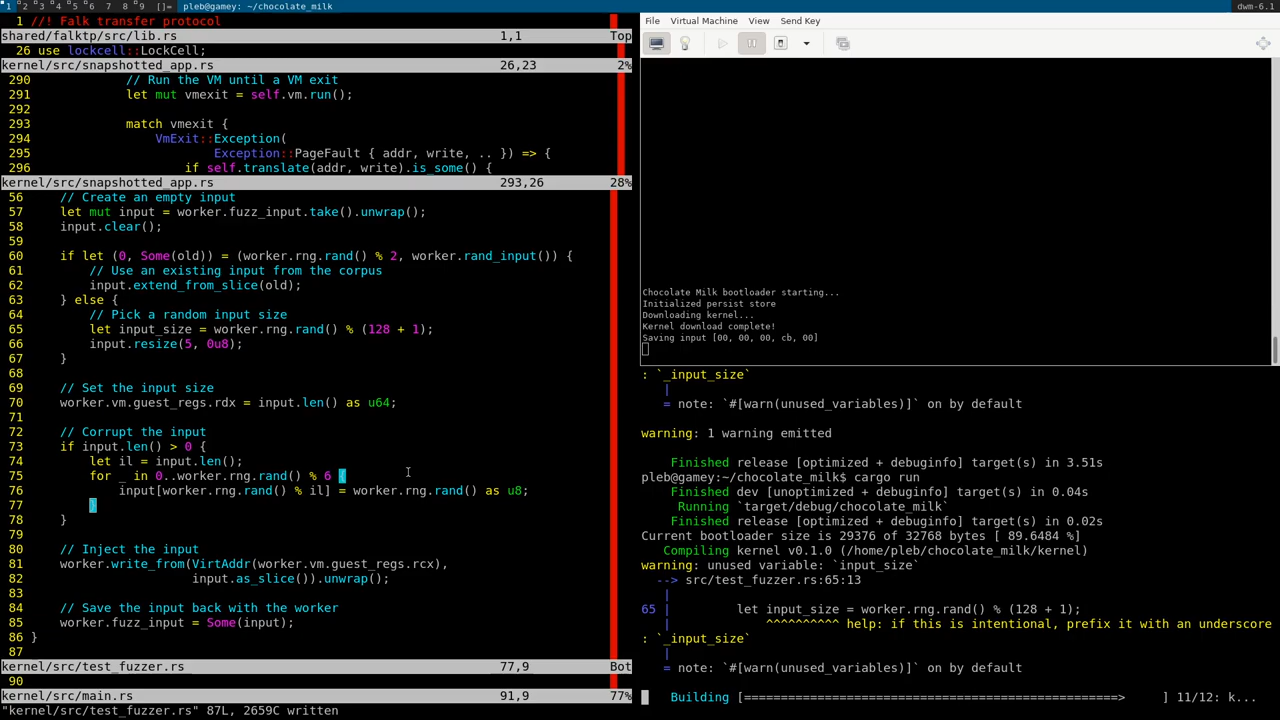 1 2 3 4 5 6 7 8 9 []= pleb@gamey: ~/chocolate_milk dwm-6.1
1 //! Falk transfer protocol
shared/falktp/src/lib.rs 1,1 Top
26 use lockcell::LockCell;
kernel/src/snapshotted_app.rs 26,23 2%
290 // Run the VM until a VM exit
291 let mut vmexit = self.vm.run();
292
293 match vmexit {
294 VmExit::Exception(
295 Exception::PageFault { addr, write, .. }) => {
296 if self.translate(addr, write).is_some() {
kernel/src/snapshotted_app.rs 293,26 28%
56 // Create an empty input
57 let mut input = worker.fuzz_input.take().unwrap();
58 input.clear();
59
60 if let (0, Some(old)) = (worker.rng.rand() % 2, worker.rand_input()) {
61 // Use an existing input from the corpus
62 input.extend_from_slice(old);
63 } else {
64 // Pick a random input size
65 let input_size = worker.rng.rand() % (128 + 1);
66 input.resize(5, 0u8);
67 }
68
69 // Set the input size
70 worker.vm.guest_regs.rdx = input.len() as u64;
71
72 // Corrupt the input
73 if input.len() > 0 {
74 let il = input.len();
75 for _ in 0..worker.rng.rand() % 6 {
76 input[worker.rng.rand() % il] = worker.rng.rand() as u8;
77 }
78 }
79
80 // Inject the input
81 worker.write_from(VirtAddr(worker.vm.guest_regs.rcx),
82 input.as_slice()).unwrap();
83
84 // Save the input back with the worker
85 worker.fuzz_input = Some(input);
86 }
87
kernel/src/test_fuzzer.rs 77,9 Bot
90
kernel/src/main.rs 91,9 77%
"kernel/src/test_fuzzer.rs" 87L, 2659C written
File Virtual Machine View Send Key
Chocolate Milk bootloader starting...
Initialized persist store
Downloading kernel...
Kernel download complete!
Saving input [00, 00, 00, cb, 00]
: `_input_size`
|
= note: `#[warn(unused_variables)]` on by default
warning: 1 warning emitted
Finished release [optimized + debuginfo] target(s) in 3.51s
pleb@gamey:~/chocolate_milk$ cargo run
Finished dev [unoptimized + debuginfo] target(s) in 0.04s
Running `target/debug/chocolate_milk`
Finished release [optimized + debuginfo] target(s) in 0.02s
Current bootloader size is 29376 of 32768 bytes [ 89.6484 %]
Compiling kernel v0.1.0 (/home/pleb/chocolate_milk/kernel)
warning: unused variable: `input_size`
--> src/test_fuzzer.rs:65:13
|
65 | let input_size = worker.rng.rand() % (128 + 1);
| ^^^^^^^^^^ help: if this is intentional, prefix it with an underscore
: `_input_size`
|
= note: `#[warn(unused_variables)]` on by default
Building [===================================================> ] 11/12: k...